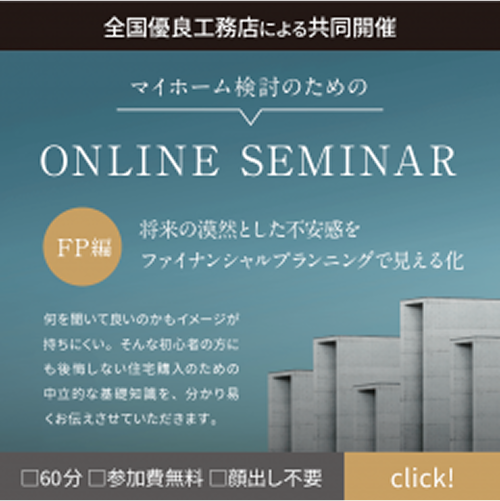 全国優良工務店による共同開催
マイホーム検討のための
ONLINE SEMINAR
FP編
将来の漠然とした不安感を
ファイナンシャルプランニングで見える化
何を聞いて良いのかもイメージが
持ちにくい。そんな初心者の方に
も後悔しない住宅購入のための
中立的な基礎知識を、分かり易
くお伝えさせていただきます。
□60分 □参加費無料 □顔出し不要
click!